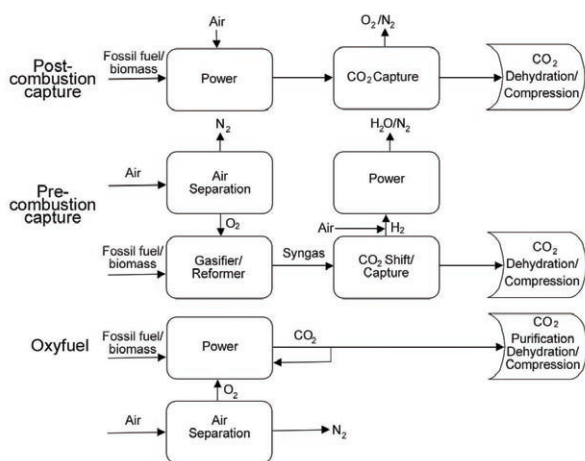 Post-
combustion
capture
Fossil fuel/
biomass
Air
Power
O₂/N₂
CO₂ Capture
CO₂
Dehydration/
Compression
Pre-
combustion
capture
Air
N₂
Air
Separation
O₂
H₂O/N₂
Power
Air
H₂
Fossil fuel/
biomass
Gasifier/
Reformer
Syngas
CO₂ Shift/
Capture
CO₂
Dehydration/
Compression
Oxyfuel
Fossil fuel/
biomass
Power
CO₂
CO₂
Purification
Dehydration/
Compression
O₂
Air
Air
Separation
N₂